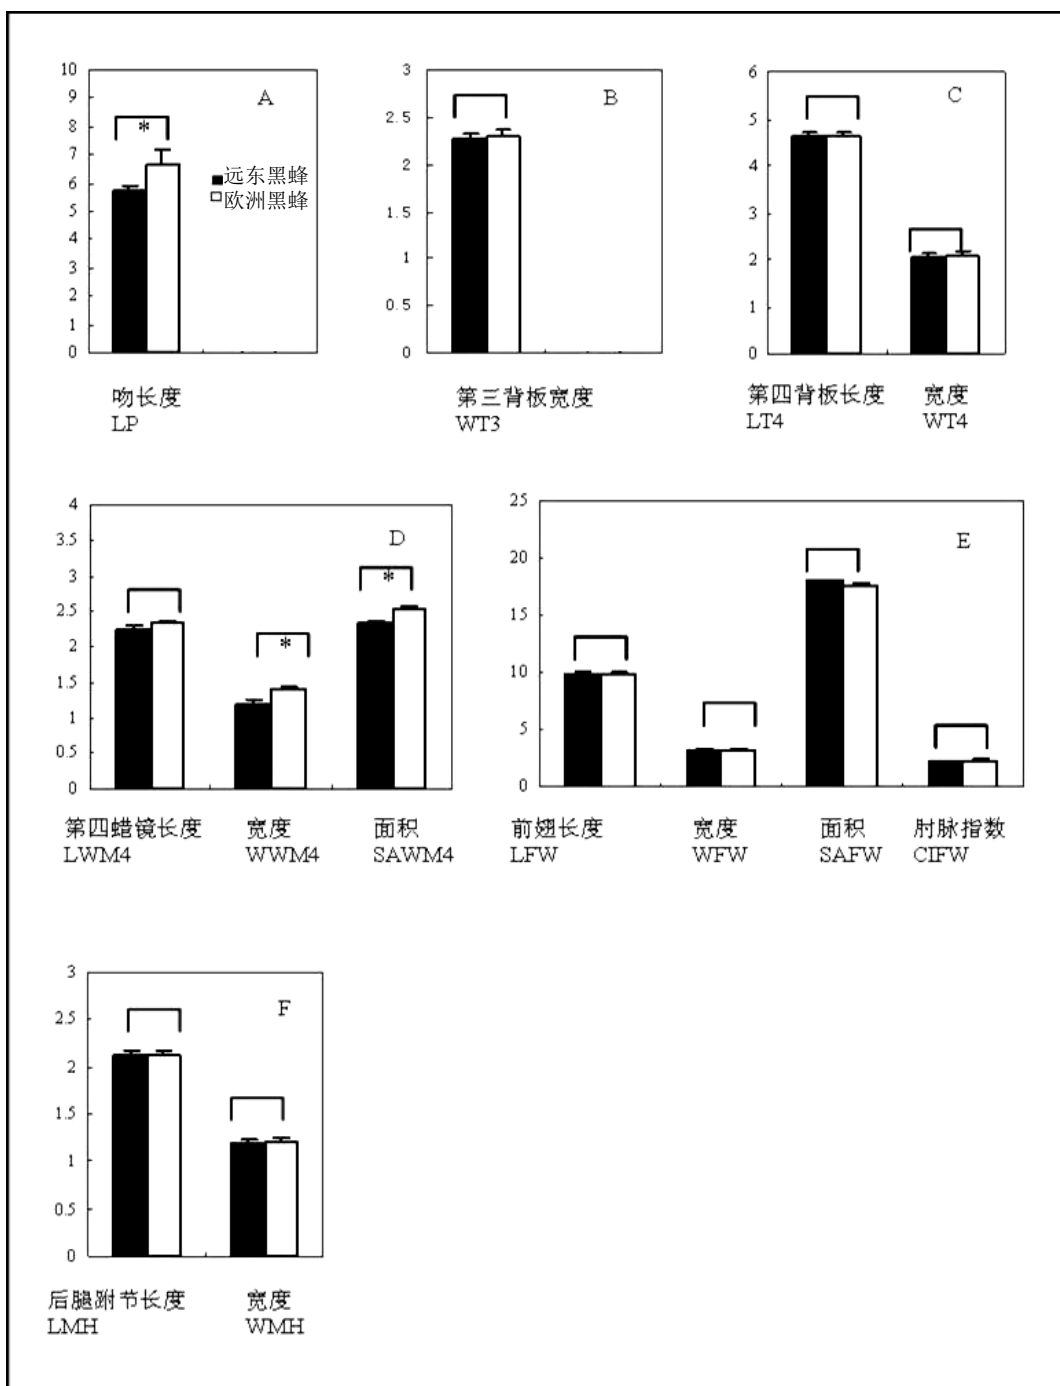 10
9
8
7
6
5
4
3
2
1
0
A
*
■远东黑蜂
□欧洲黑蜂
吻长度
LP
3
2.5
2
1.5
1
0.5
0
B
第三背板宽度
WT3
6
5
4
3
2
1
0
C
第四背板长度 宽度
LT4 WT4
4
3.5
3
2.5
2
1.5
1
0.5
0
D
*
*
第四蜡镜长度 宽度 面积
LWM4 WWM4 SAWM4
25
20
15
10
5
0
E
前翅长度 宽度 面积 肘脉指数
LFW WFW SAFW CIFW
3
2.5
2
1.5
1
0.5
0
F
后腿跗节长度 宽度
LMH WMH